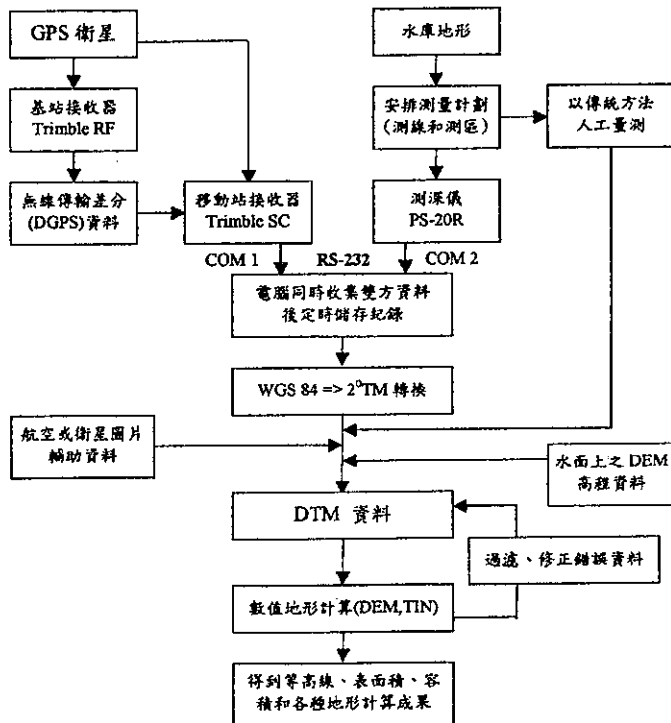 GPS 衛星
水庫地形
基站接收器
Trimble RF
安排測量計劃
(測線和測區)
以傳統方法
人工量測
無線傳輸差分
(DGPS)資料
移動站接收器
Trimble SC
測深儀
PS-20R
COM 1
RS-232
COM 2
電腦同時收集雙方資料
後定時儲存紀錄
WGS 84 => 2⁰TM 轉換
航空或衛星圖片
輔助資料
水面上之 DEM
高程資料
DTM 資料
過濾、修正錯誤資料
數值地形計算(DEM,TIN)
得到等高線、表面積、容
積和各種地形計算成果